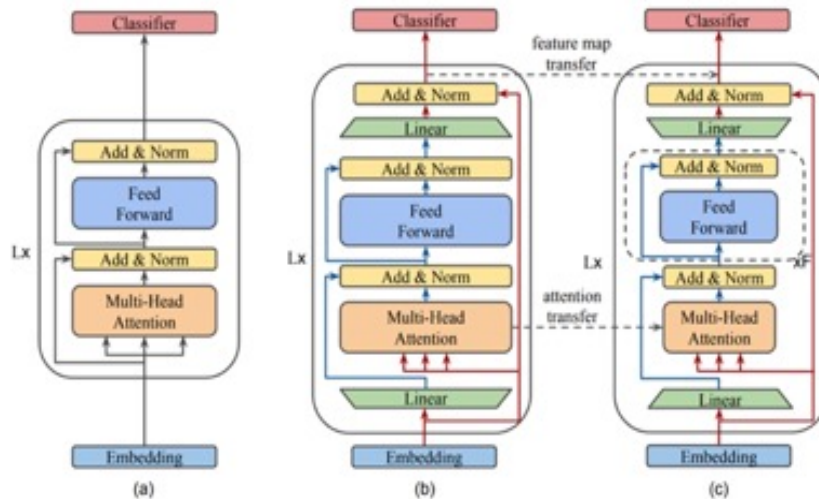 Classifier
Add & Norm
Feed
Forward
Lx
Add & Norm
Multi-Head
Attention
Embedding
(a)
Classifier
feature map
transfer
Add & Norm
Linear
Add & Norm
Feed
Forward
Lx
Add & Norm
attention
transfer
Multi-Head
Attention
Linear
Embedding
(b)
Classifier
Add & Norm
Linear
Add & Norm
Feed
Forward
Lx
Add & Norm
Multi-Head
Attention
Linear
Embedding
(c)